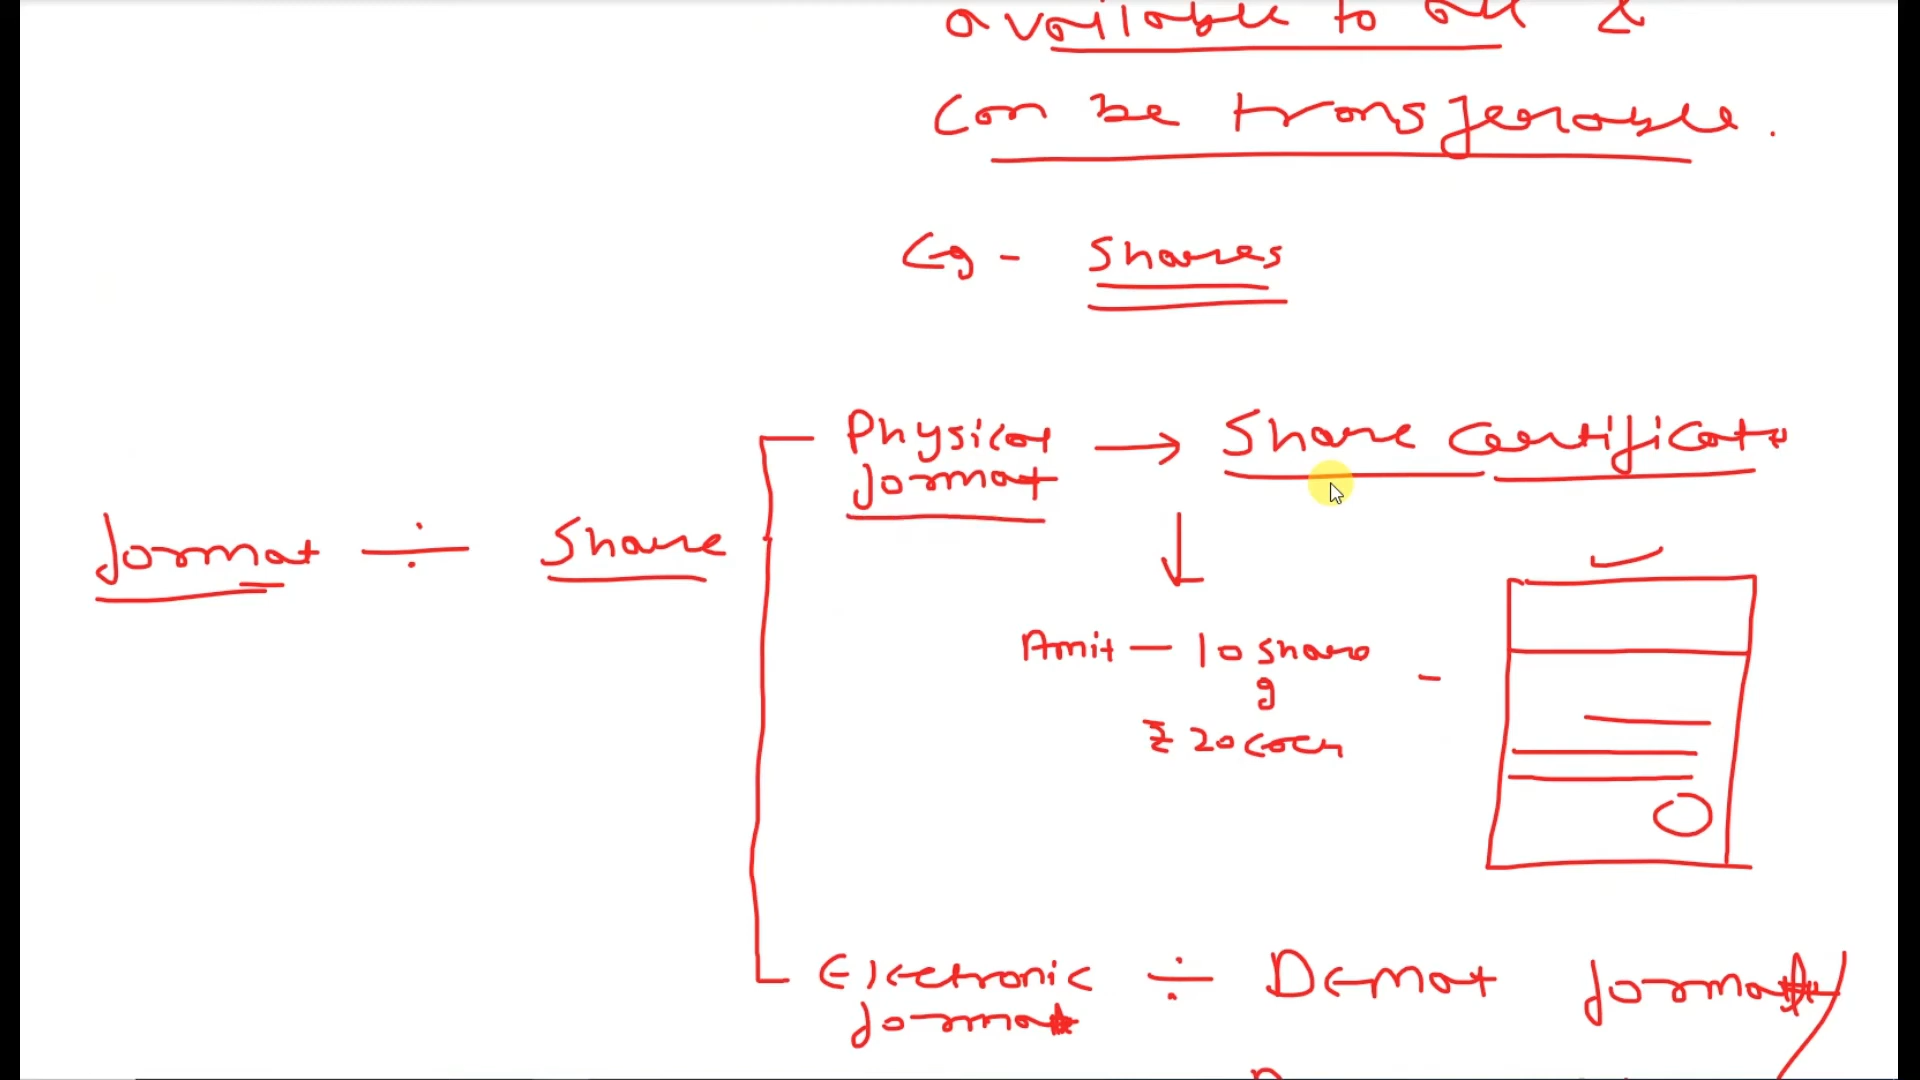 available to all &
can be transferable.
Eg - Shares
Physical → Share Certificate
format
format ÷ Share
Amit — 10 share
@
₹ 20 each
Electronic ÷ Demat format
format